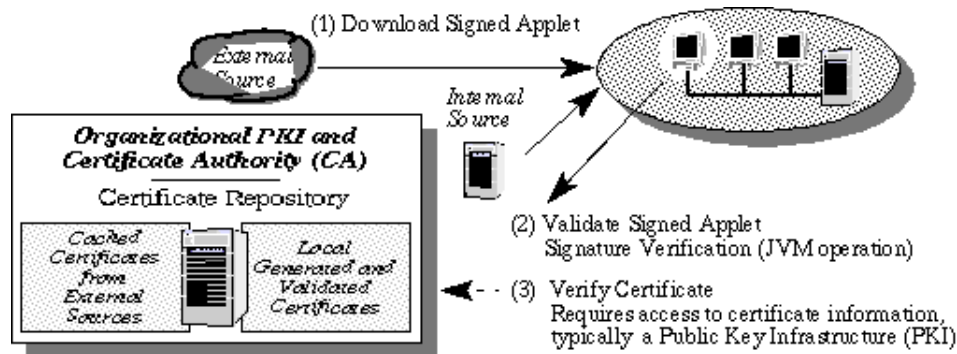 (1) Download Signed Applet
External
Source
Internal
Source
Organizational PKI and
Certificate Authority (CA)
Certificate Repository
Cached
Certificates
from
External
Sources
Local
Generated and
Validated
Certificates
(2) Validate Signed Applet
Signature Verification (JVM operation)
(3) Verify Certificate
Requires access to certificate information,
typically a Public Key Infrastructure (PKI)